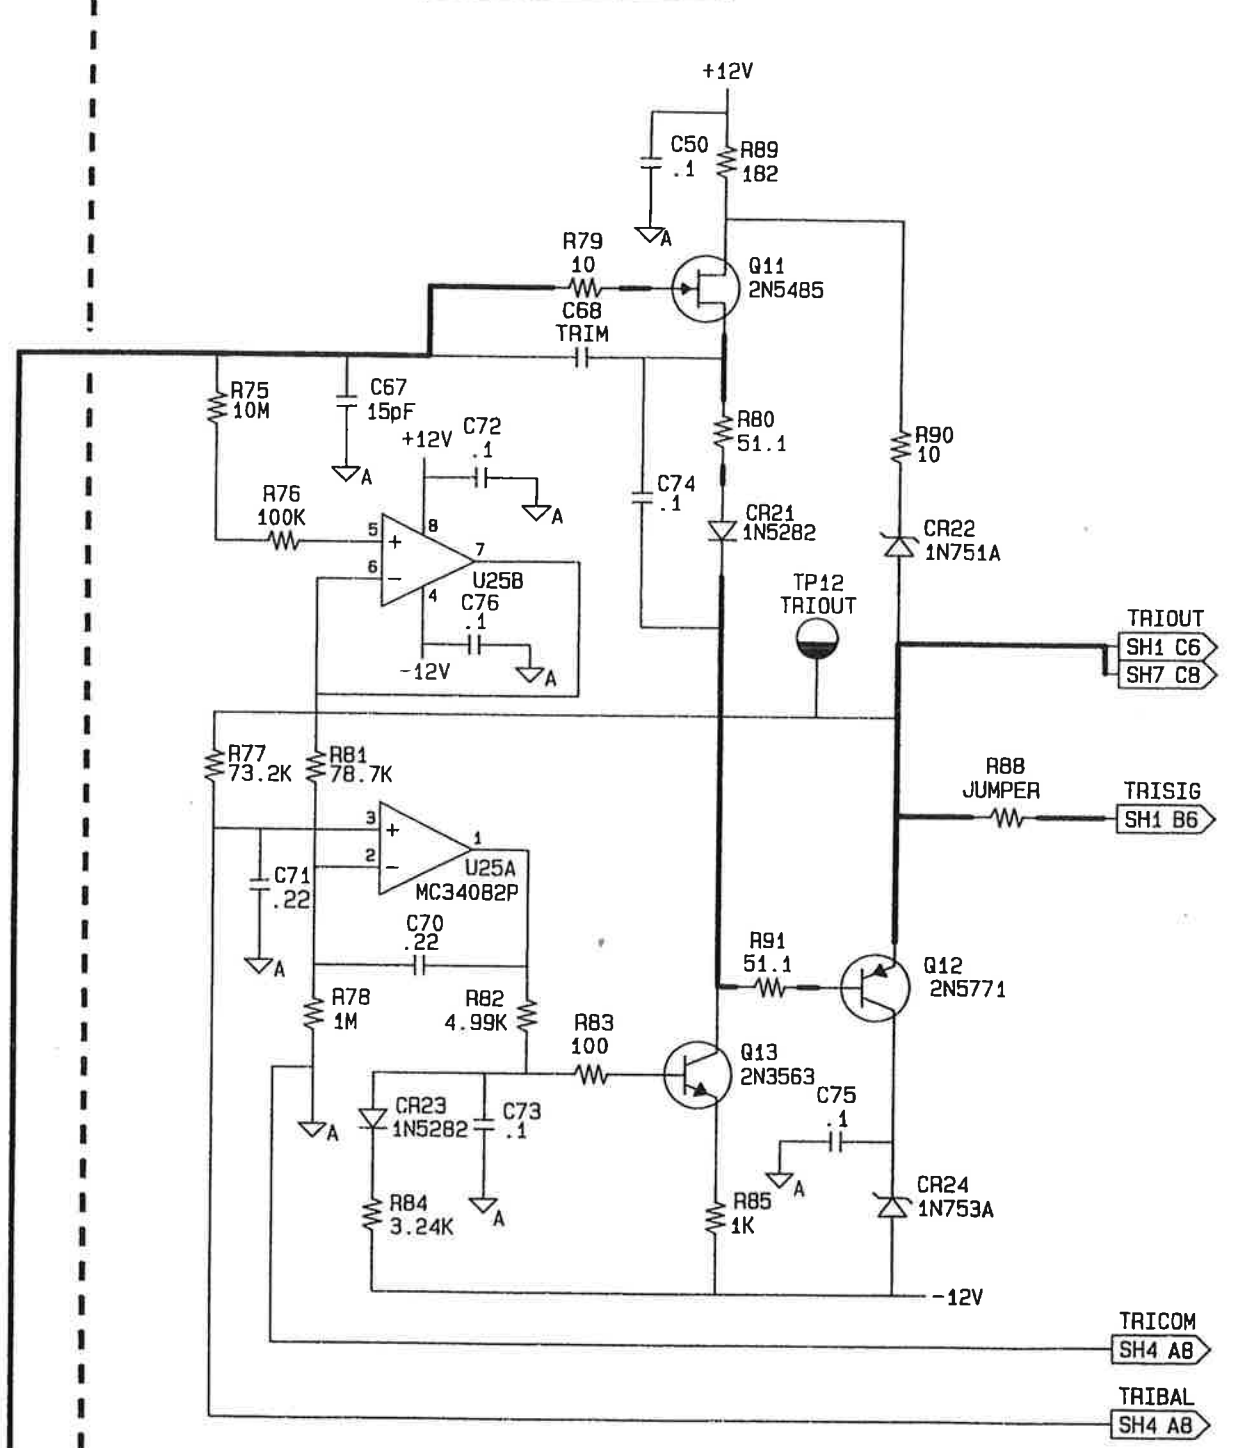 +12V
C50
.1
R89
182
A
R79
10
Q11
2N5485
C68
TRIM
R75
10M
C67
15pF
A
+12V
C72
.1
A
R80
51.1
R90
10
R76
100K
C74
.1
CR21
1N5282
CR22
1N751A
5
+
6
-
8
7
4
U25B
C76
.1
A
-12V
TP12
TRIOUT
TRIOUT
SH1 C6
SH7 C8
R77
73.2K
R81
78.7K
R88
JUMPER
TRISIG
SH1 B6
3
+
2
-
1
U25A
MC34082P
C71
.22
A
C70
.22
R91
51.1
Q12
2N5771
R78
1M
R82
4.99K
R83
100
Q13
2N3563
A
CR23
1N5282
C73
.1
A
C75
.1
A
R84
3.24K
R85
1K
CR24
1N753A
-12V
TRICOM
SH4 A8
TRIBAL
SH4 A8